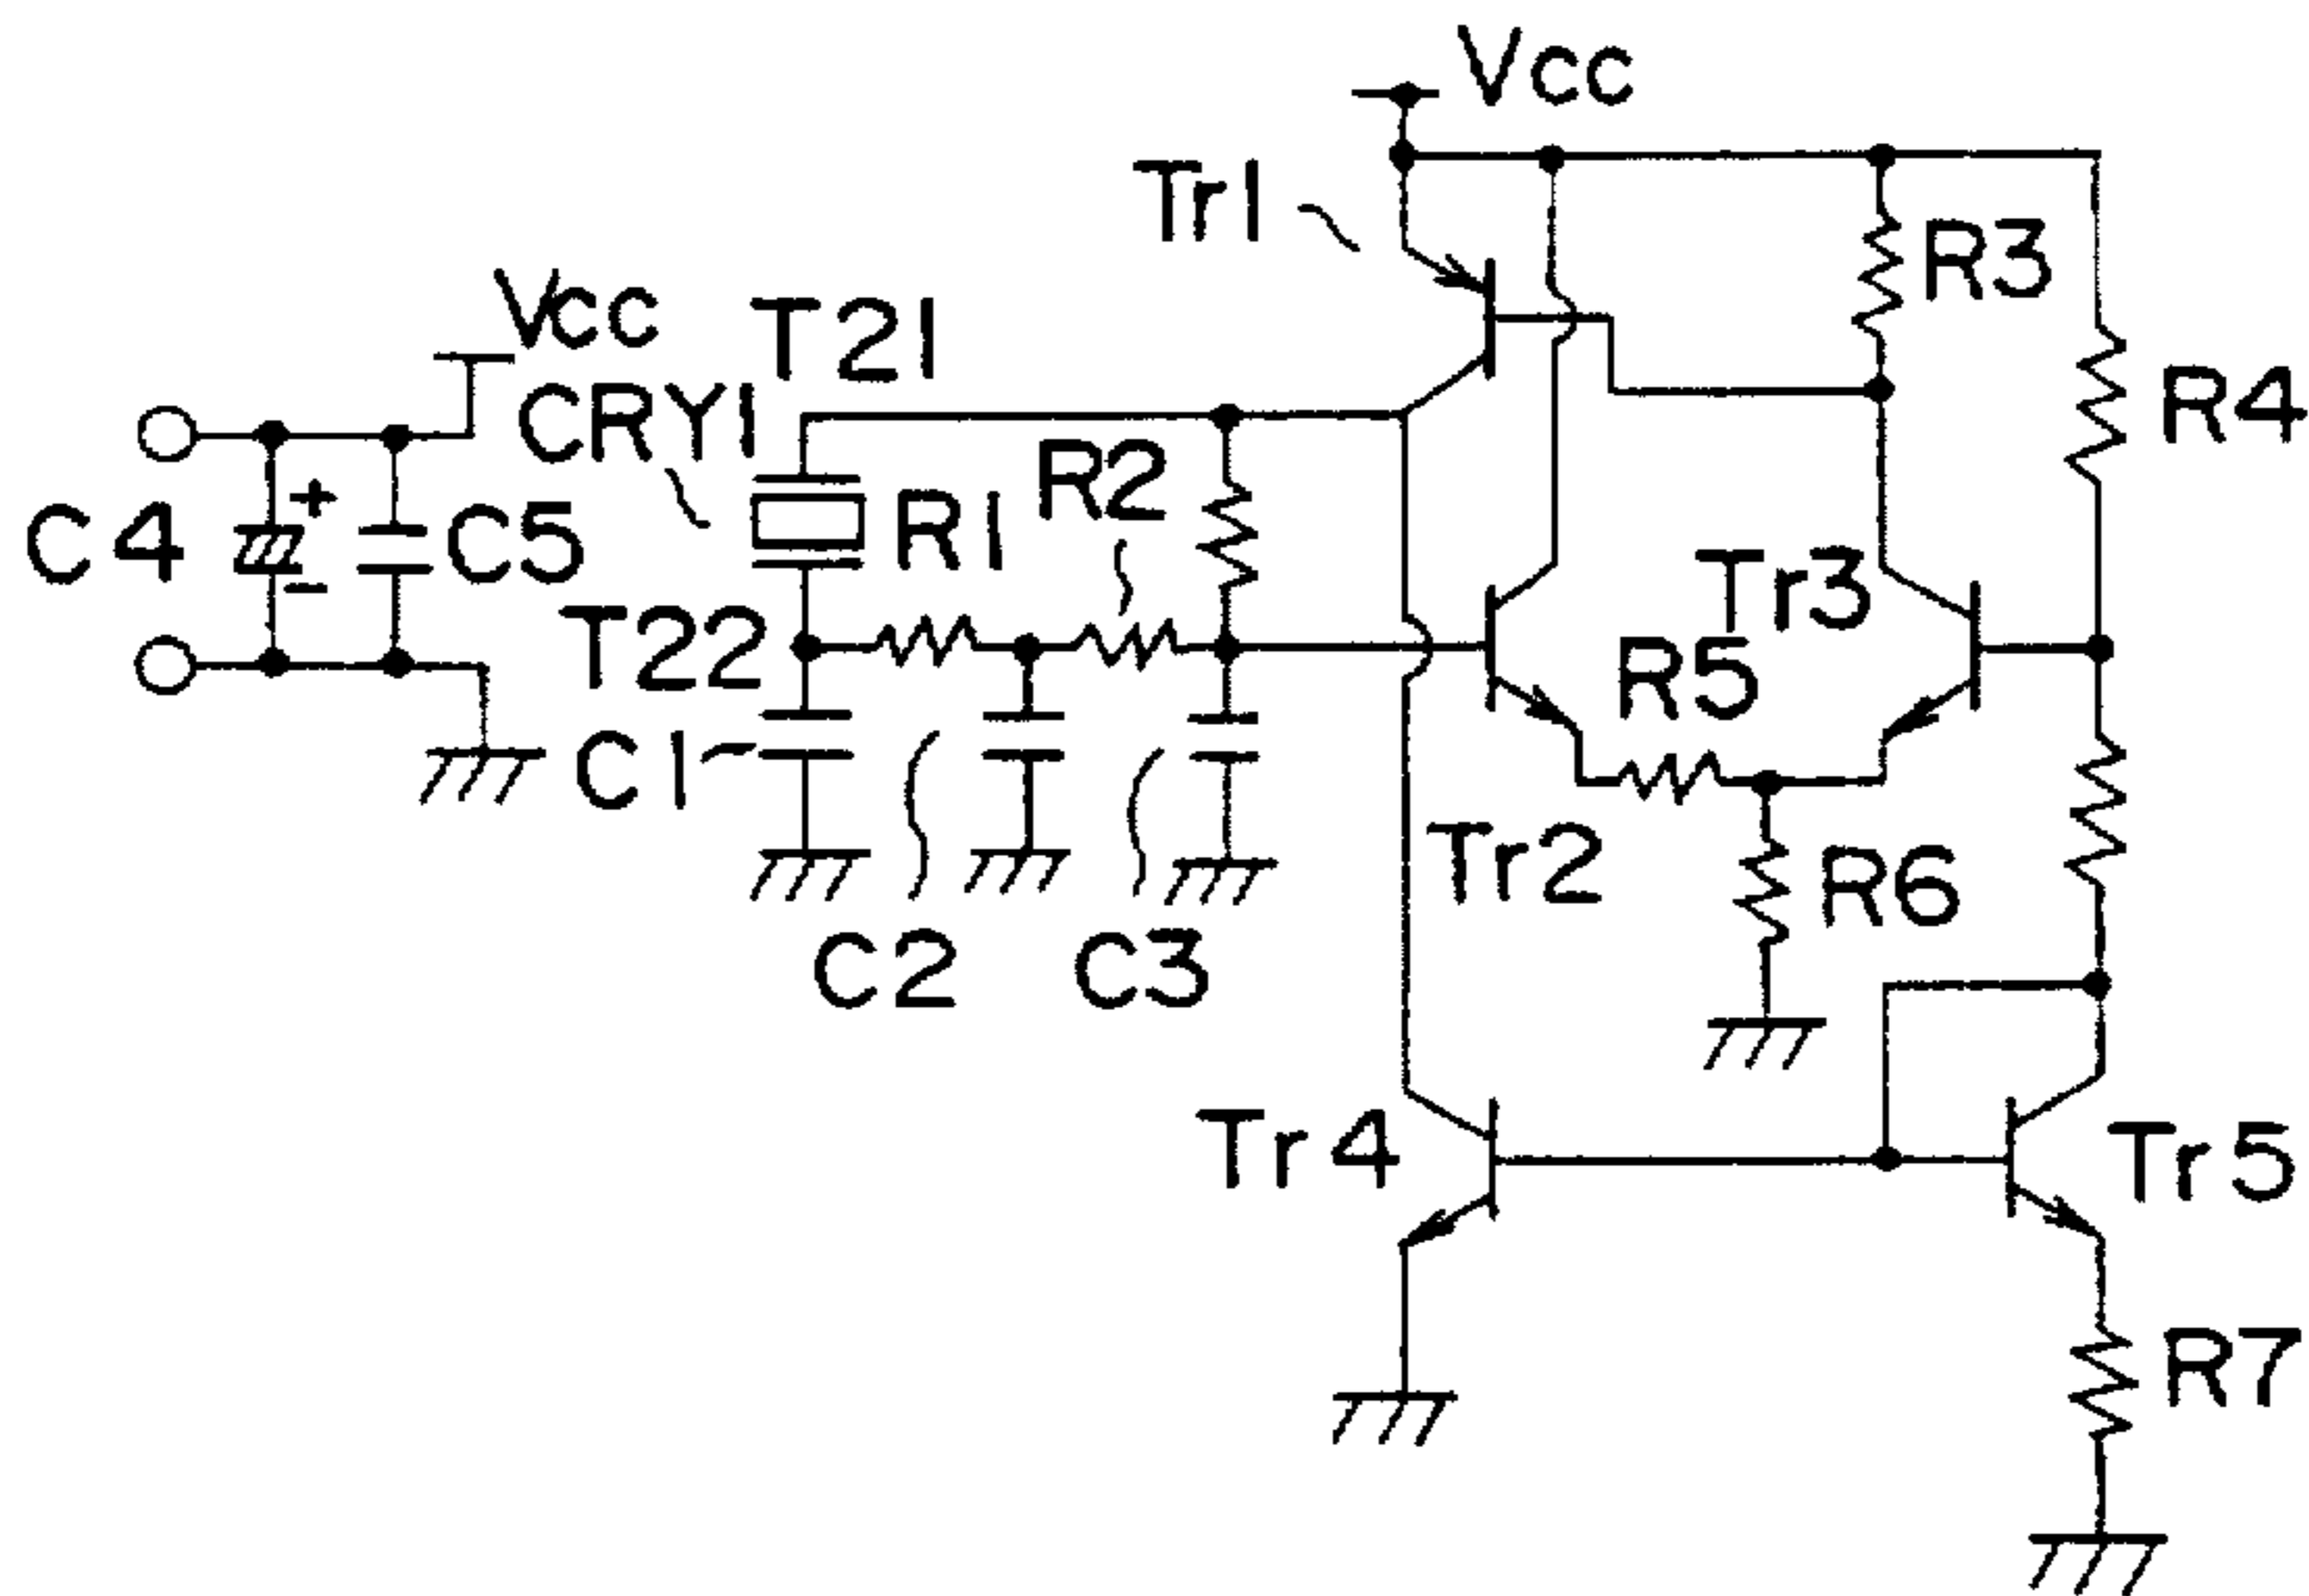 Vcc
Tr1
R3
Vcc
T21
CRY1
R4
R2
R1
+
C4
C5
-
Tr3
T22
R5
C1
Tr2
R6
C2
C3
Tr4
Tr5
R7